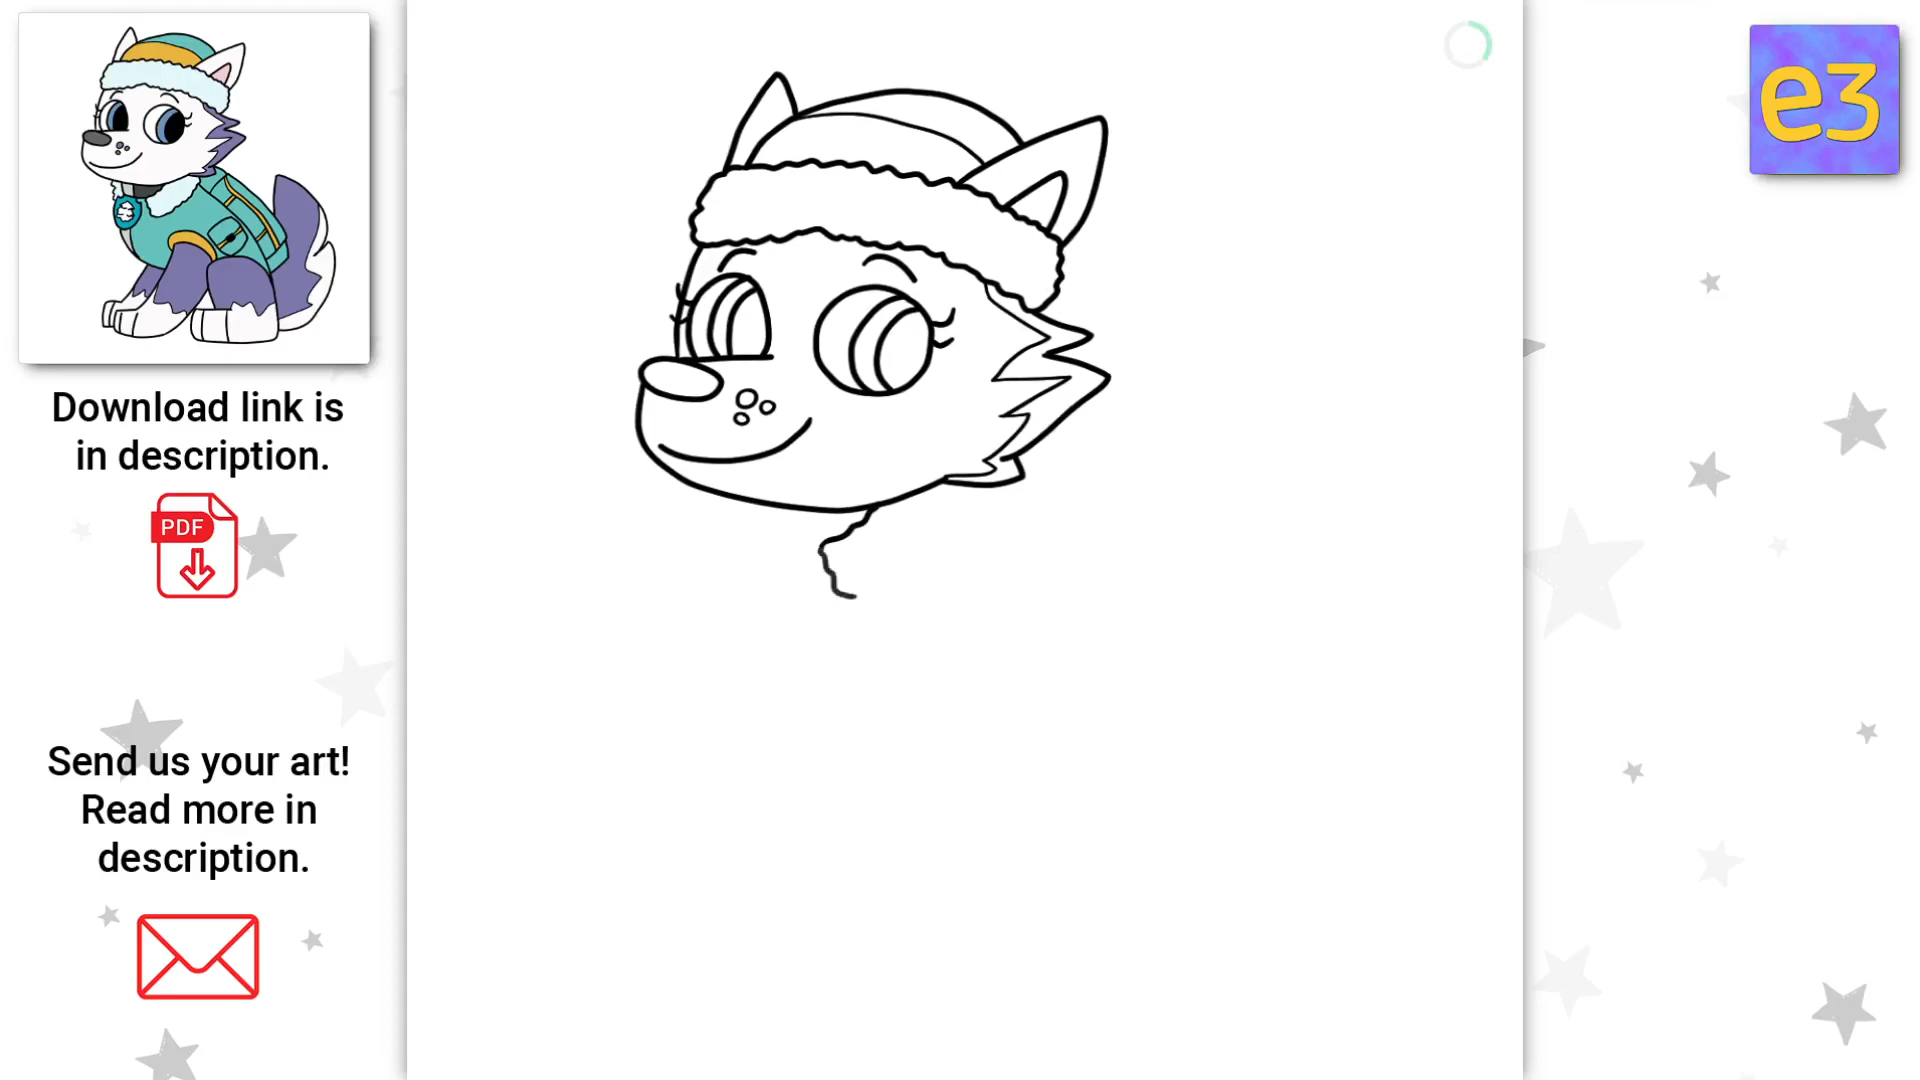 e3
Download link is
in description.
PDF
Send us your art!
Read more in
description.